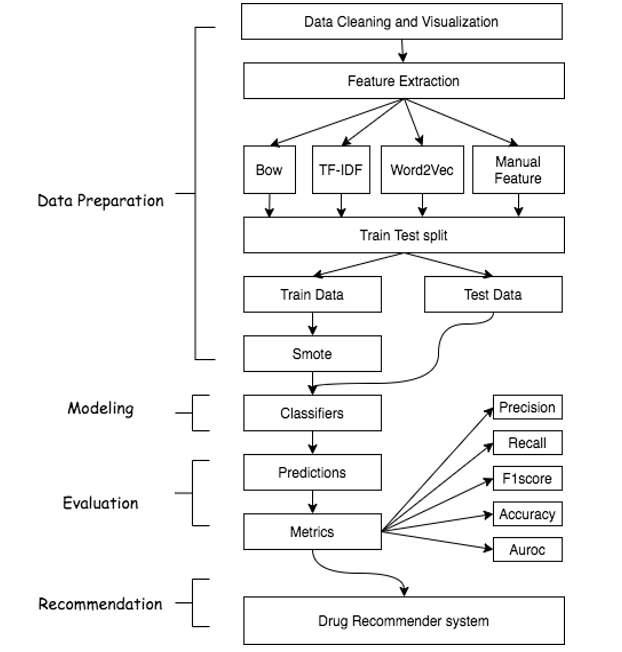 Data Cleaning and Visualization
Feature Extraction
Bow
TF-IDF
Word2Vec
Manual
Feature
Data Preparation
Train Test split
Train Data
Test Data
Smote
Modeling
Classifiers
Precision
Recall
Predictions
F1score
Evaluation
Accuracy
Metrics
Auroc
Recommendation
Drug Recommender system